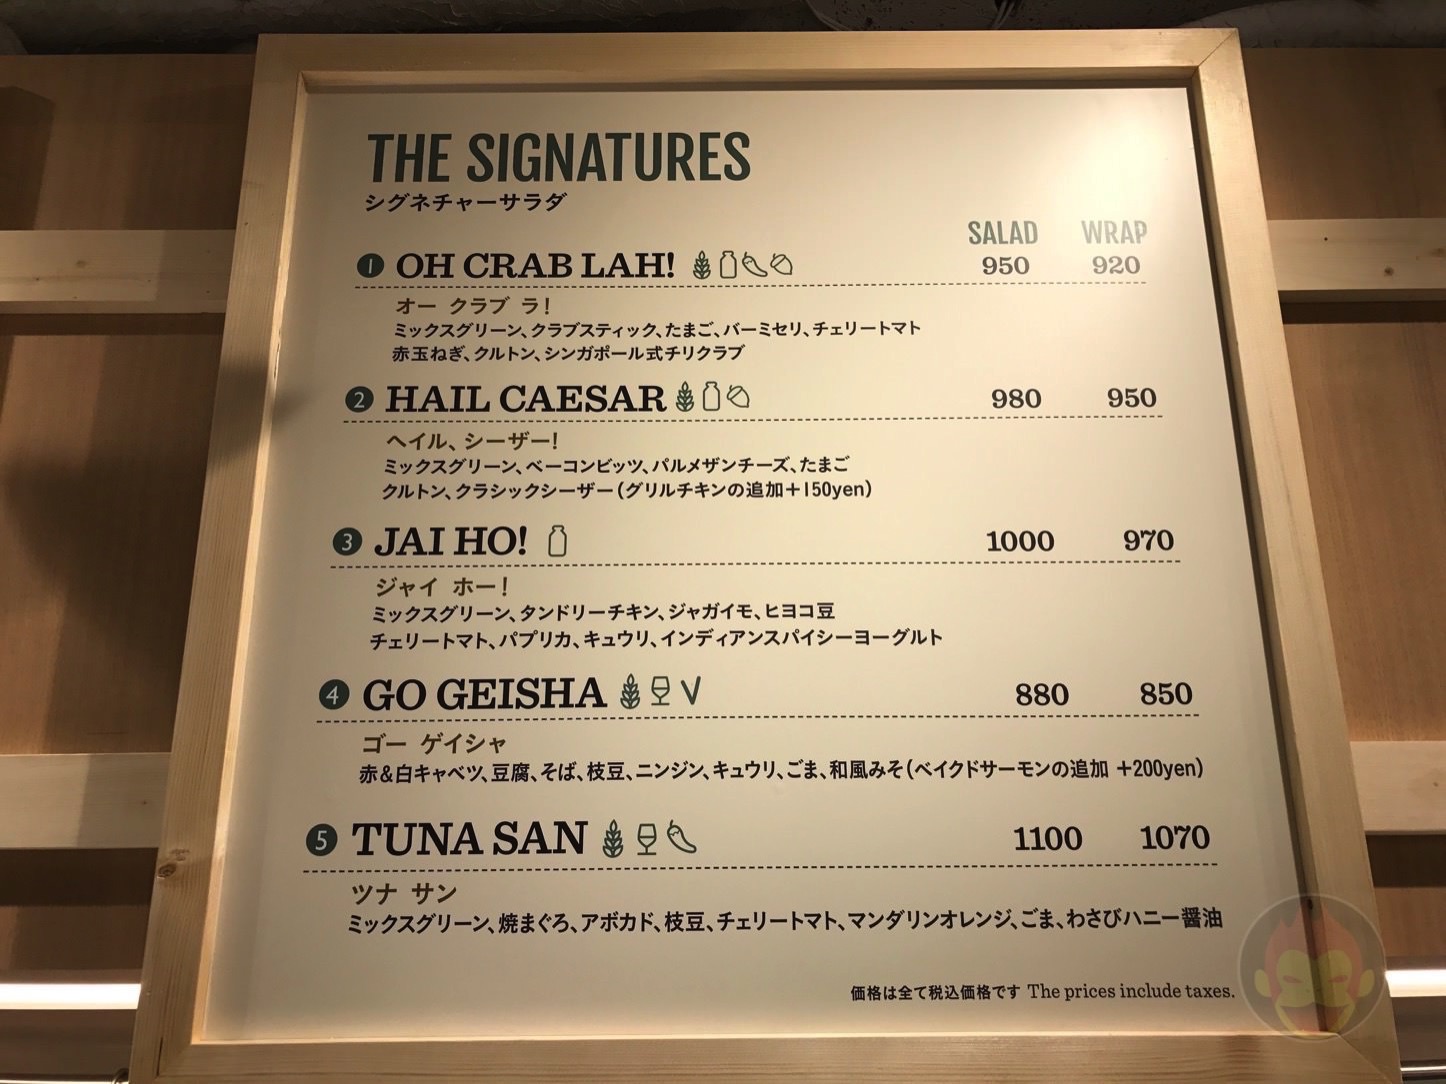 THE SIGNATURES
シグネチャーサラダ
SALAD WRAP
1 OH CRAB LAH! 950 920
オー クラブ ラ!
ミックスグリーン、クラブスティック、たまご、バーミセリ、チェリートマト
赤玉ねぎ、クルトン、シンガポール式チリクラブ
2 HAIL CAESAR 980 950
ヘイル、シーザー!
ミックスグリーン、ベーコンビッツ、パルメザンチーズ、たまご
クルトン、クラシックシーザー(グリルチキンの追加+150yen)
3 JAI HO! 1000 970
ジャイ ホー!
ミックスグリーン、タンドリーチキン、ジャガイモ、ヒヨコ豆
チェリートマト、パプリカ、キュウリ、インディアンスパイシーヨーグルト
4 GO GEISHA V 880 850
ゴー ゲイシャ
赤&白キャベツ、豆腐、そば、枝豆、ニンジン、キュウリ、ごま、和風みそ(ベイクドサーモンの追加 +200yen)
5 TUNA SAN 1100 1070
ツナ サン
ミックスグリーン、焼まぐろ、アボカド、枝豆、チェリートマト、マンダリンオレンジ、ごま、わさびハニー醤油
価格は全て税込価格です The prices include taxes.